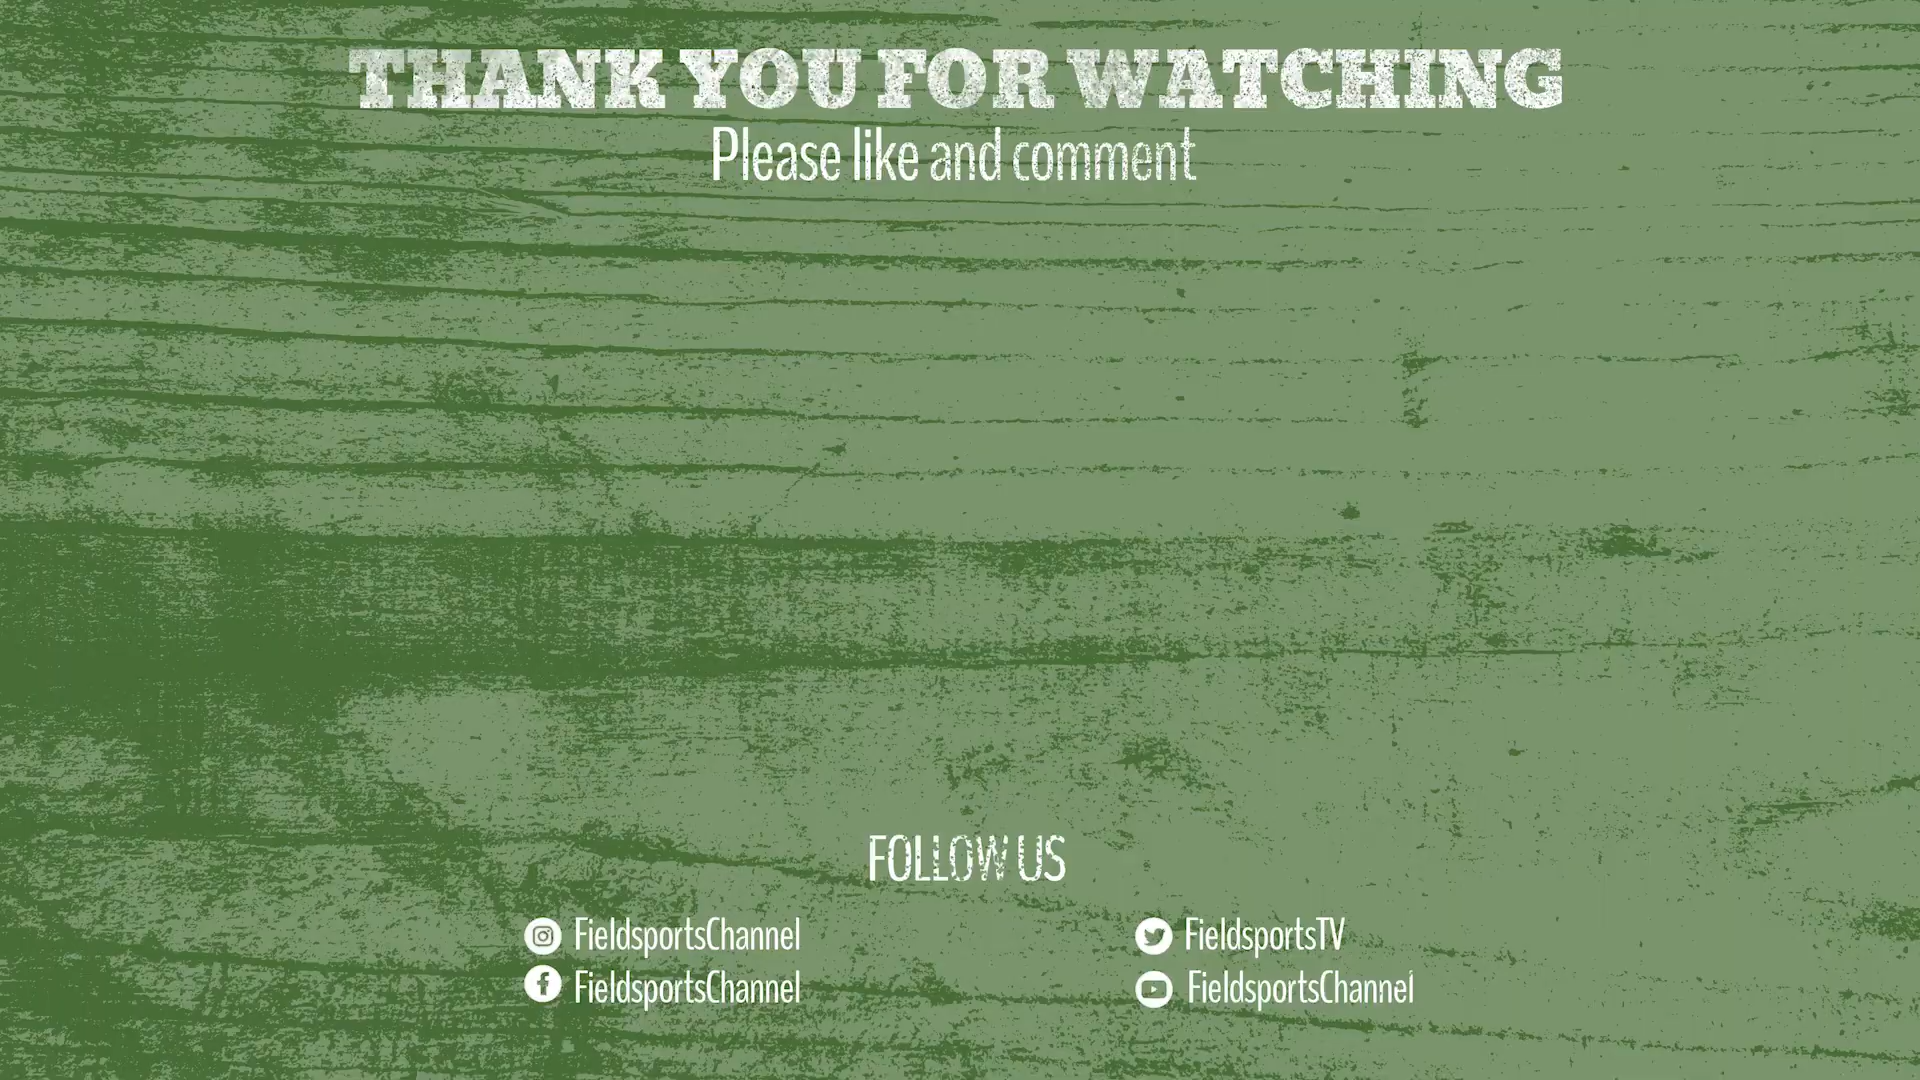 THANK YOU FOR WATCHING
Please like and comment
FOLLOW US
FieldsportsChannel
FieldsportsTV
FieldsportsChannel
FieldsportsChannel